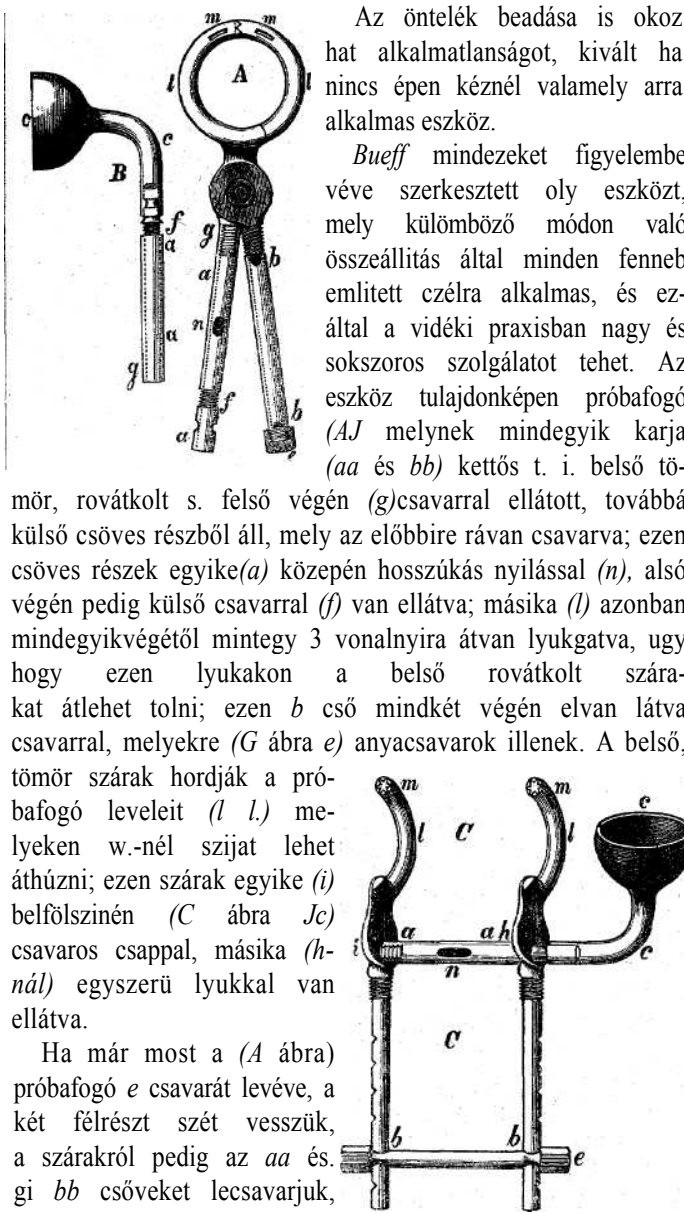 Az öntelék beadása is okoz
hat alkalmatlanságot, kivált ha
nincs épen kéznél valamely arra
alkalmas eszköz.
Bueff mindezeket figyelembe
véve szerkesztett oly eszközt,
mely külömböző módon való
összeállitás által minden fenneb
emlitett czélra alkalmas, és ez-
által a vidéki praxisban nagy és
sokszoros szolgálatot tehet. Az
eszköz tulajdonképen próbafogó
(AJ melynek mindegyik karja
(aa és bb) kettős t. i. belső tö-
mör, rovátkolt s. felső végén (g)csavarral ellátott, továbbá
külső csöves részből áll, mely az előbbire rávan csavarva; ezen
csöves részek egyike(a) közepén hosszúkás nyilással (n), alsó
végén pedig külső csavarral (f) van ellátva; másika (l) azonban
mindegyikvégétől mintegy 3 vonalnyira átvan lyukgatva, ugy
hogy ezen lyukakon a belső rovátkolt szára-
kat átlehet tolni; ezen b cső mindkét végén elvan látva
csavarral, melyekre (G ábra e) anyacsavarok illenek. A belső,
tömör szárak hordják a pró-
bafogó leveleit (l l.) me-
lyeken w.-nél szijat lehet
áthúzni; ezen szárak egyike (i)
belfölszinén (C ábra Jc)
csavaros csappal, másika (h-
nál) egyszerü lyukkal van
ellátva.
Ha már most a (A ábra)
próbafogó e csavarát levéve, a
két félrészt szét vesszük,
a szárakról pedig az aa és.
gi bb csőveket lecsavarjuk,
m k m
l A l
c c
B
f
a
a
g
g
b
a
n
f
b
a
e
m m c
l C l
a a h
i n c
C
b b e